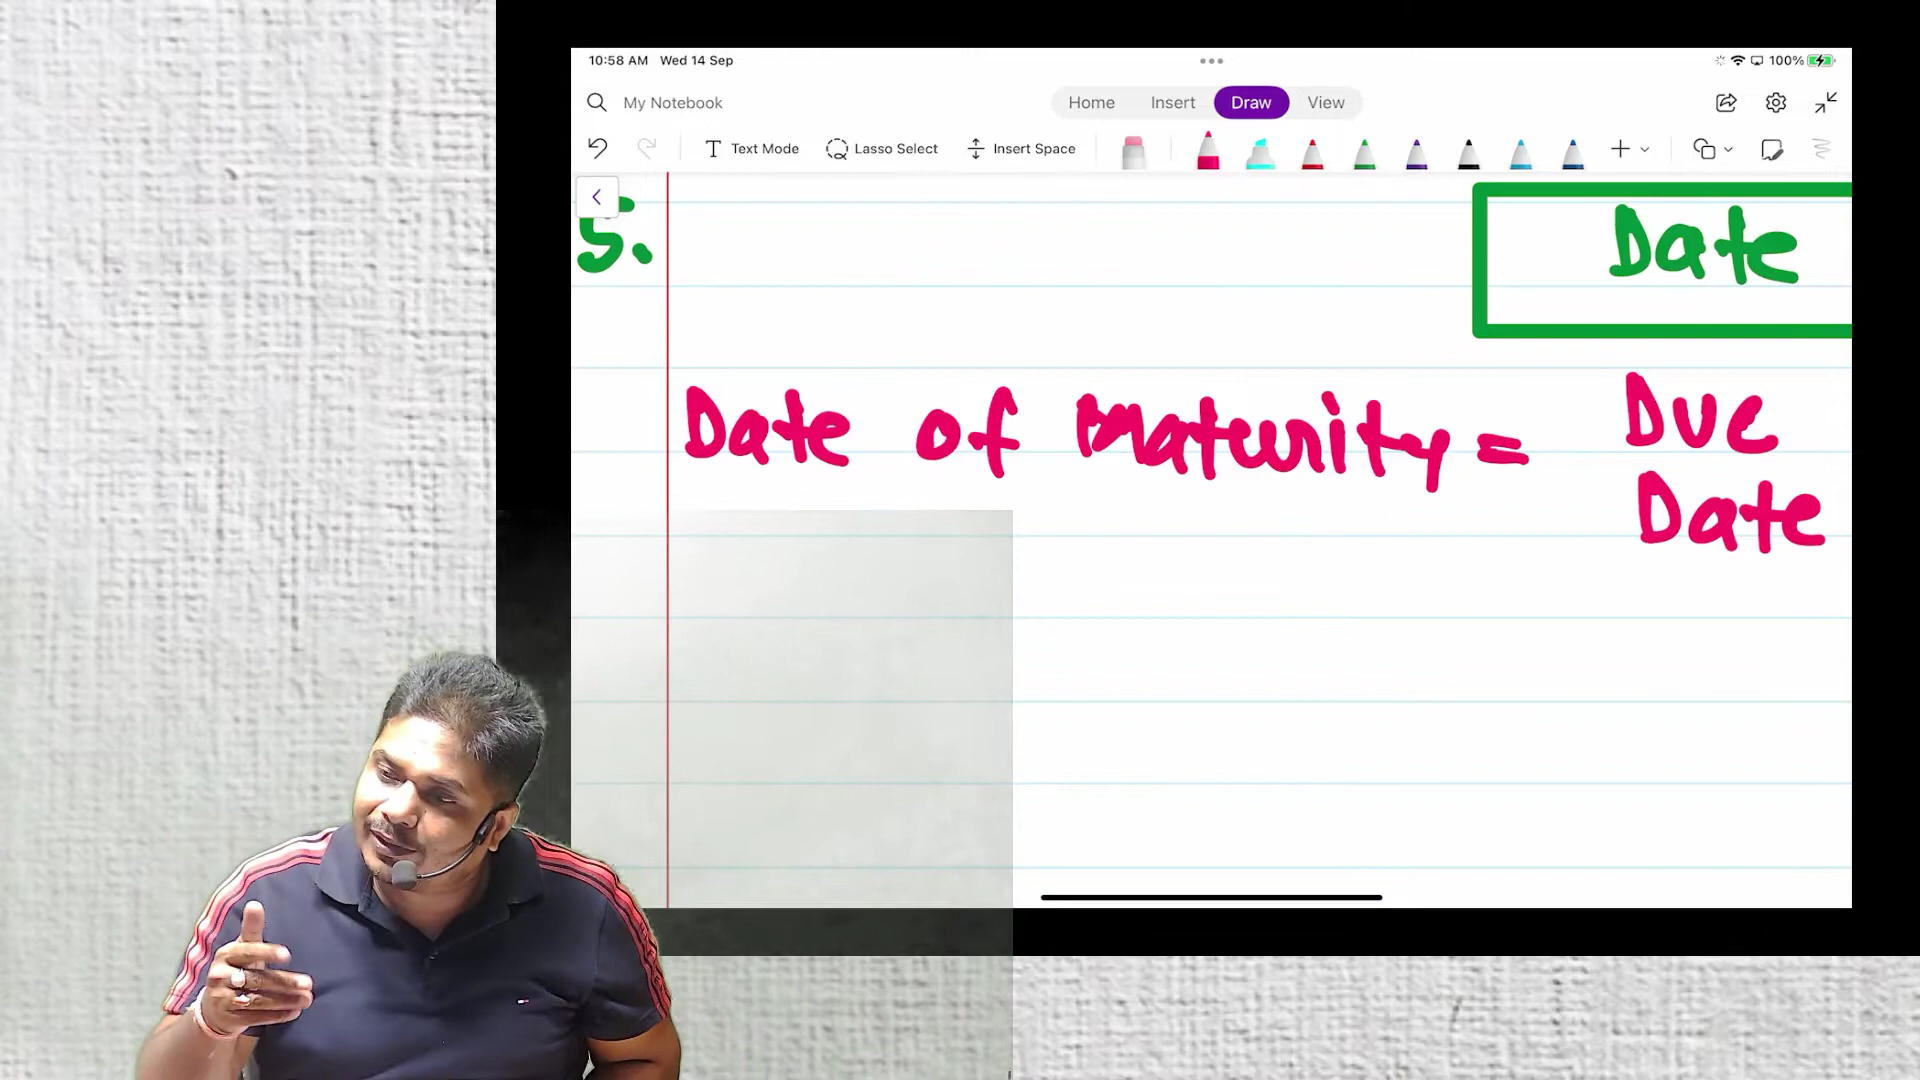 10:58 AM Wed 14 Sep
100%
My Notebook
Home Insert Draw View
Text Mode Lasso Select Insert Space
5.
Date
Date of Maturity = Due
Date